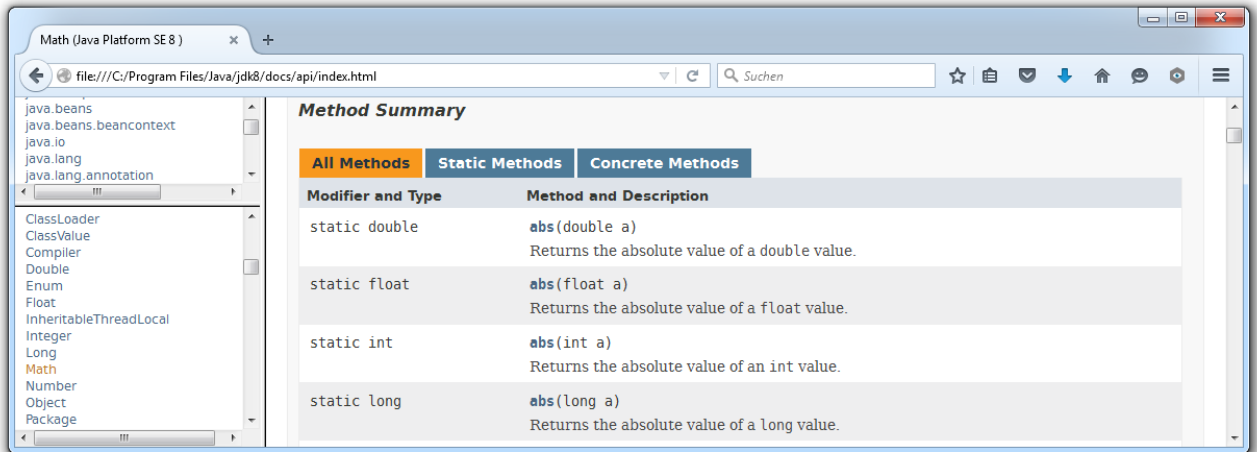 Math (Java Platform SE 8 )
file:///C:/Program Files/Java/jdk8/docs/api/index.html
Suchen
java.beans
java.beans.beancontext
java.io
java.lang
java.lang.annotation
ClassLoader
ClassValue
Compiler
Double
Enum
Float
InheritableThreadLocal
Integer
Long
Math
Number
Object
Package
Method Summary
All Methods Static Methods Concrete Methods
Modifier and Type Method and Description
static double abs(double a)
Returns the absolute value of a double value.
static float abs(float a)
Returns the absolute value of a float value.
static int abs(int a)
Returns the absolute value of an int value.
static long abs(long a)
Returns the absolute value of a long value.